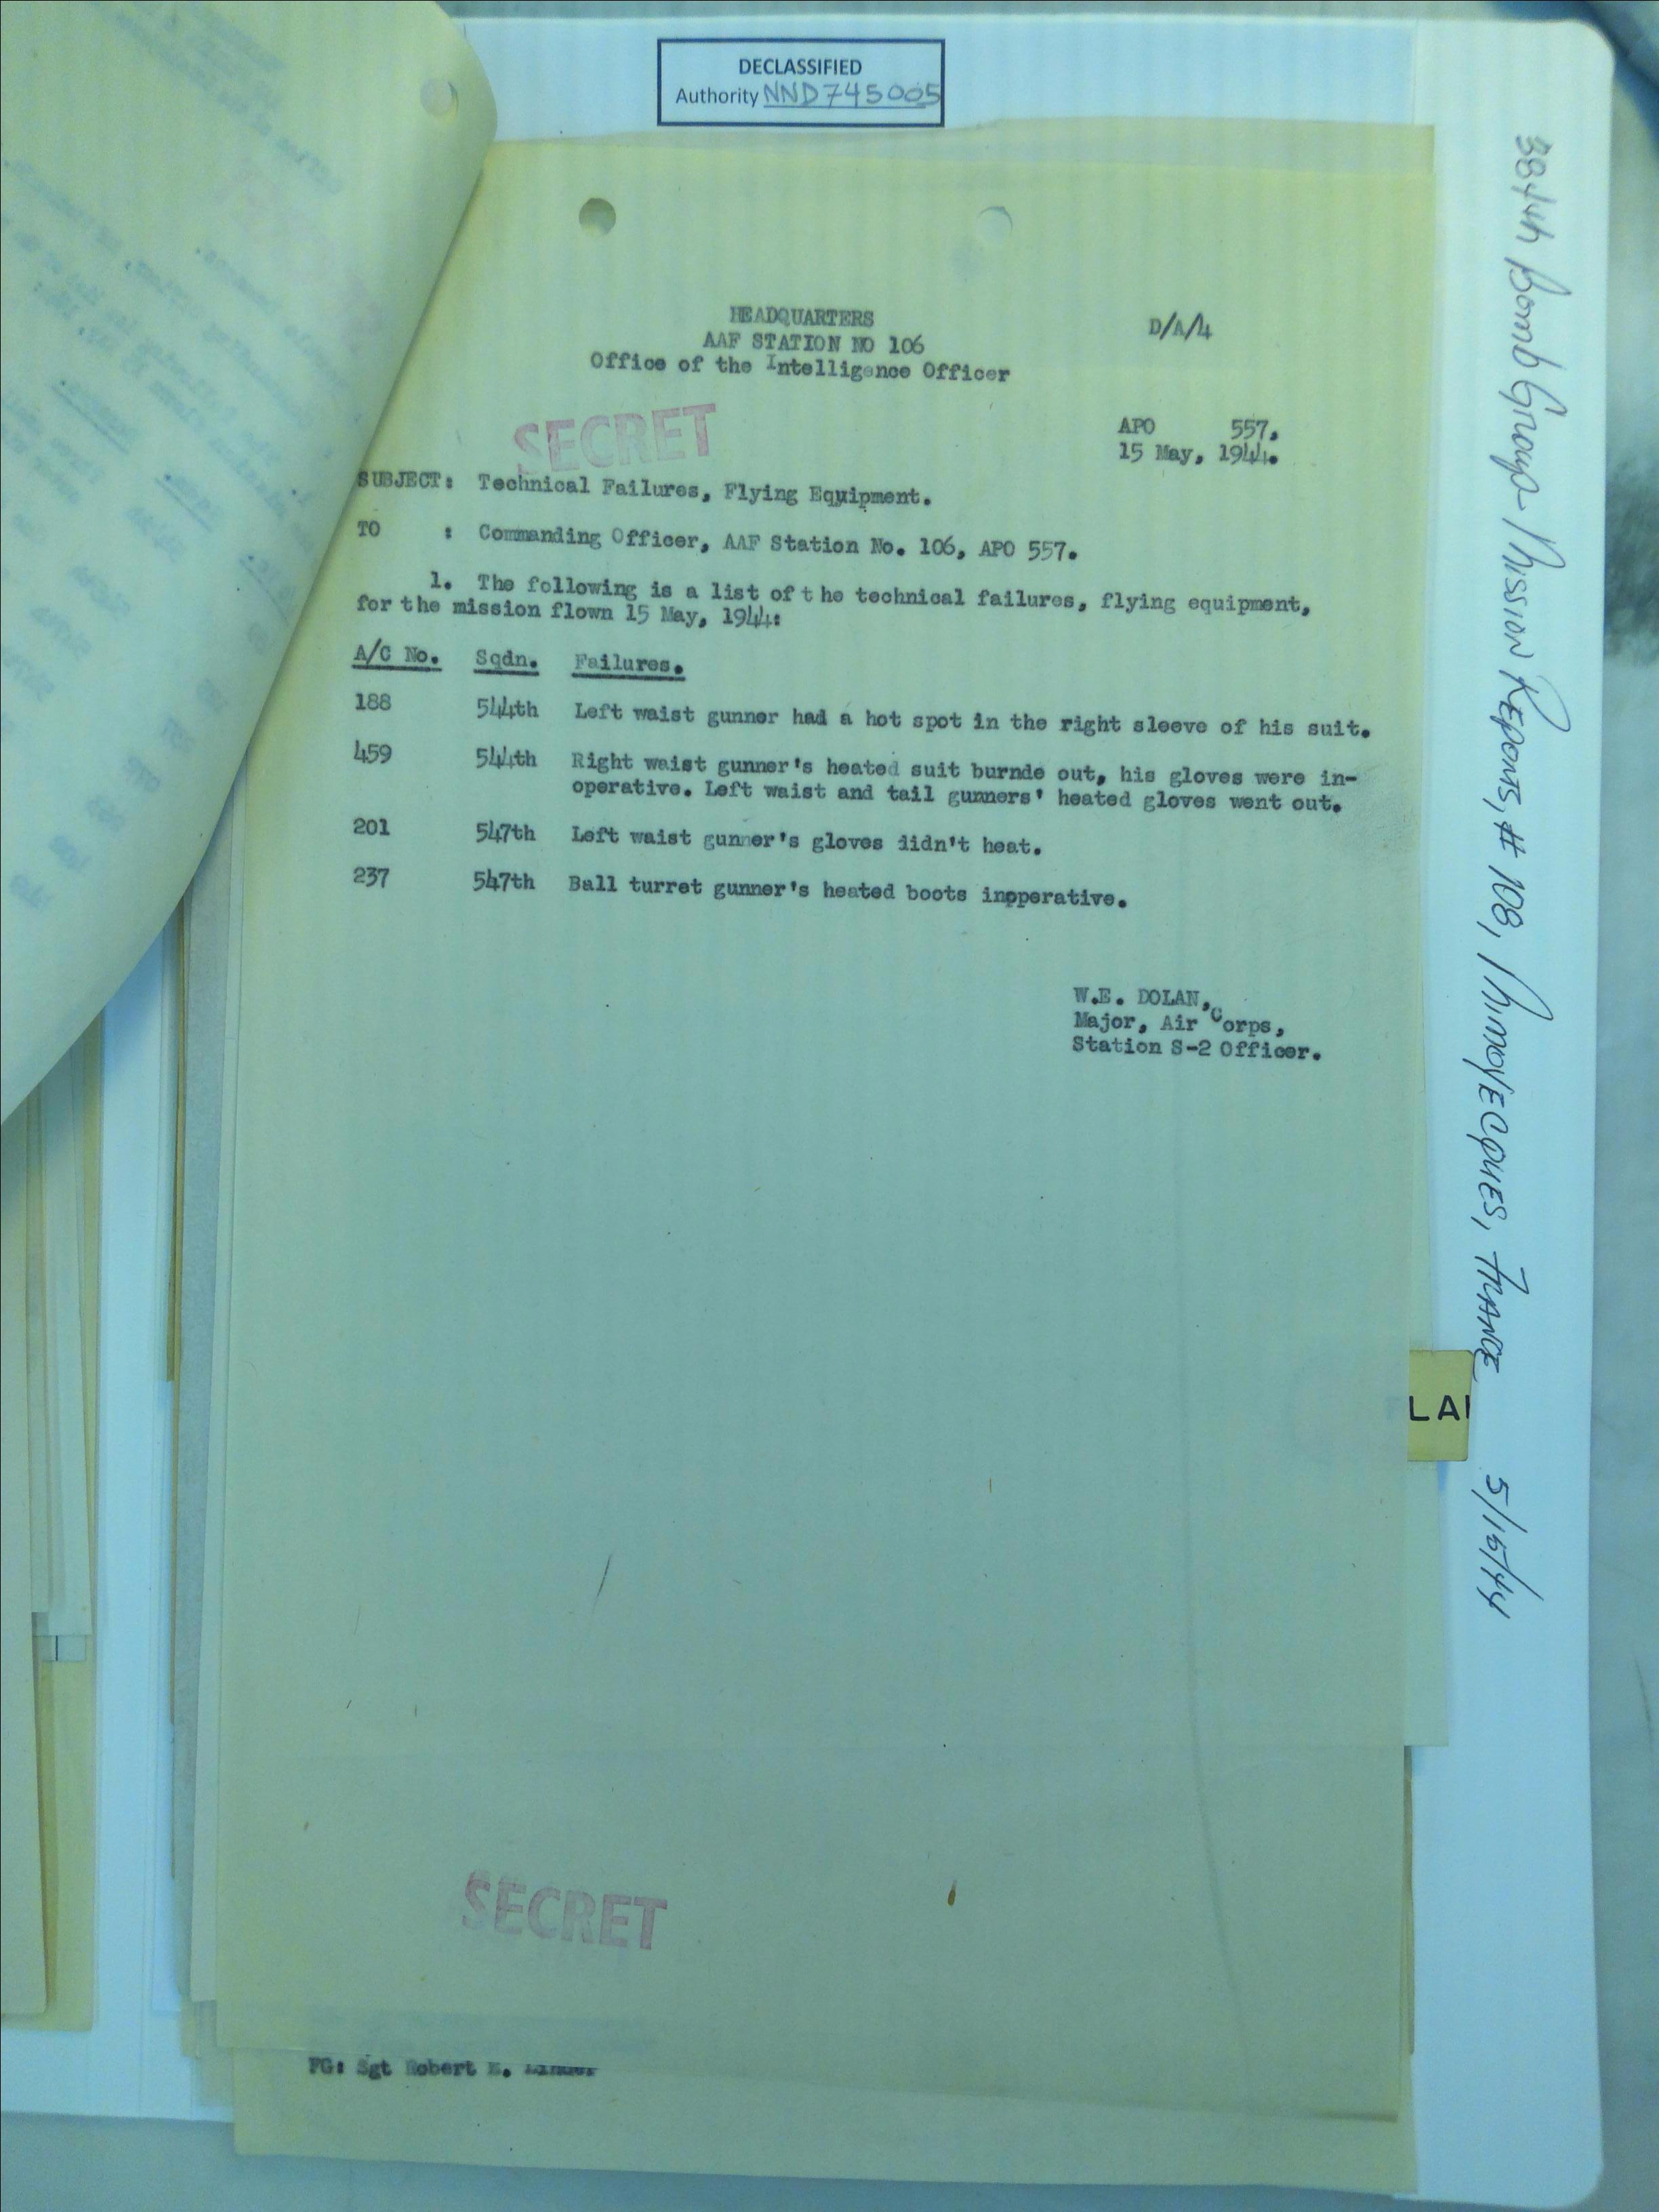 DECLASSIFIED
Authority NND745005
HEADQUARTERS
AAF STATION NO 106
Office of the Intelligence Officer
D/A/4
SECRET
APO 557.
15 May, 1944.
SUBJECT: Technical Failures, Flying Equipment.
TO : Commanding Officer, AAF Station No. 106, APO 557.
1. The following is a list of t he technical failures, flying equipment,
for the mission flown 15 May, 1944:
A/C No. Sqdn. Failures.
188 544th Left waist gunner had a hot spot in the right sleeve of his suit.
459 544th Right waist gunner's heated suit burnde out, his gloves were in-
operative. Left waist and tail gunners' heated gloves went out.
201 547th Left waist gunner's gloves didn't heat.
237 547th Ball turret gunner's heated boots inoperative.
W.E. DOLAN,
Major, Air Corps,
Station S-2 Officer.
SECRET
FG: Sgt Robert E.
384th Bomb Group Mission Reports, # 108, Mimoyecques, France 5/15/44